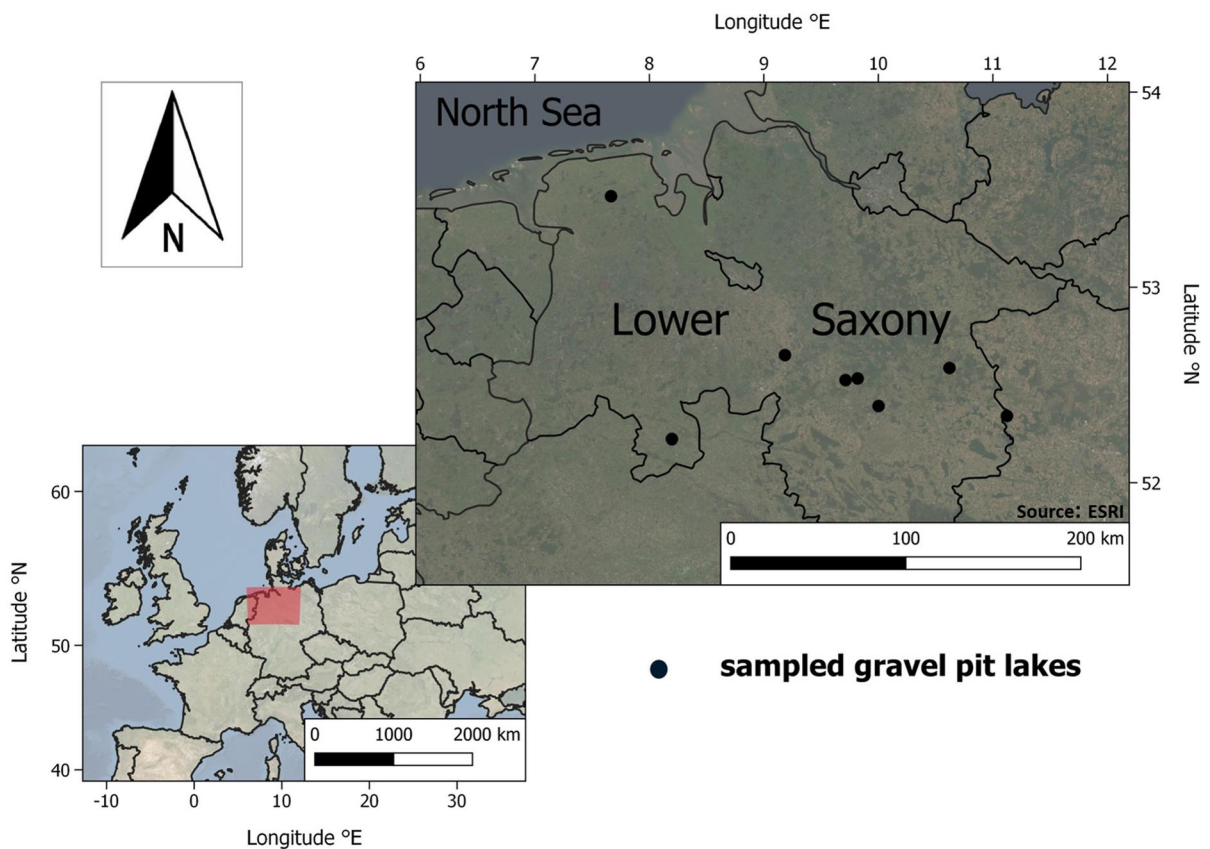 Longitude °E
6 7 8 9 10 11 12
N
North Sea
54
53
52
Latitude °N
Lower Saxony
Source: ESRI
0 100 200 km
60
50
40
Latitude °N
0 1000 2000 km
-10 0 10 20 30
Longitude °E
sampled gravel pit lakes